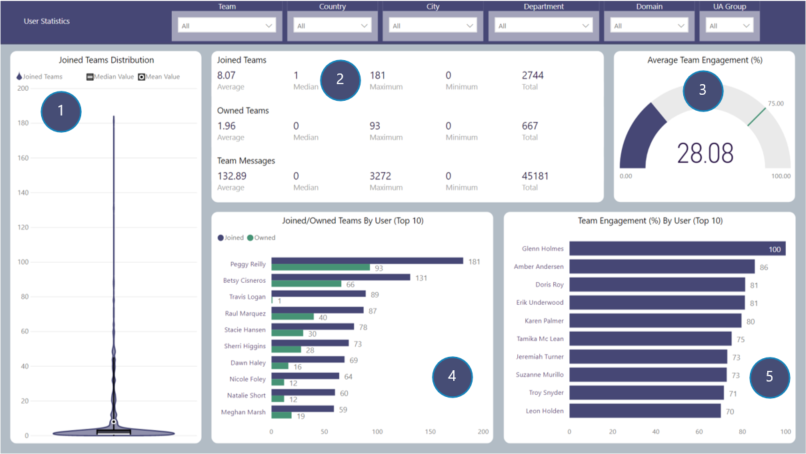 User Statistics
Team
Country
City
Department
Domain
UA Group
All
All
All
All
All
All
Joined Teams Distribution
Joined Teams
Median Value
Mean Value
200
180
160
140
120
100
80
60
40
20
0
1
Joined Teams
8.07
1
181
0
2744
Average
Median
Maximum
Minimum
Total
2
Owned Teams
1.96
0
93
0
667
Average
Median
Maximum
Minimum
Total
Team Messages
132.89
0
3272
0
45181
Average
Median
Maximum
Minimum
Total
Average Team Engagement (%)
3
75.00
28.08
0.00
100.00
Joined/Owned Teams By User (Top 10)
Joined
Owned
Peggy Reilly 181
93
Betsy Cisneros 131
66
Travis Logan 89
1
Raul Marquez 87
40
Stacie Hansen 78
30
Sherri Higgins 73
28
Dawn Haley 69
16
Nicole Foley 64
12
Natalie Short 60
12
Meghan Marsh 59
19
0 50 100 150 200
4
Team Engagement (%) By User (Top 10)
Glenn Holmes 100
Amber Andersen 86
Doris Roy 81
Erik Underwood 81
Karen Palmer 80
Tamika Mc Lean 75
Jeremiah Turner 73
Suzanne Murillo 73
Troy Snyder 71
Leon Holden 70
0 20 40 60 80 100
5